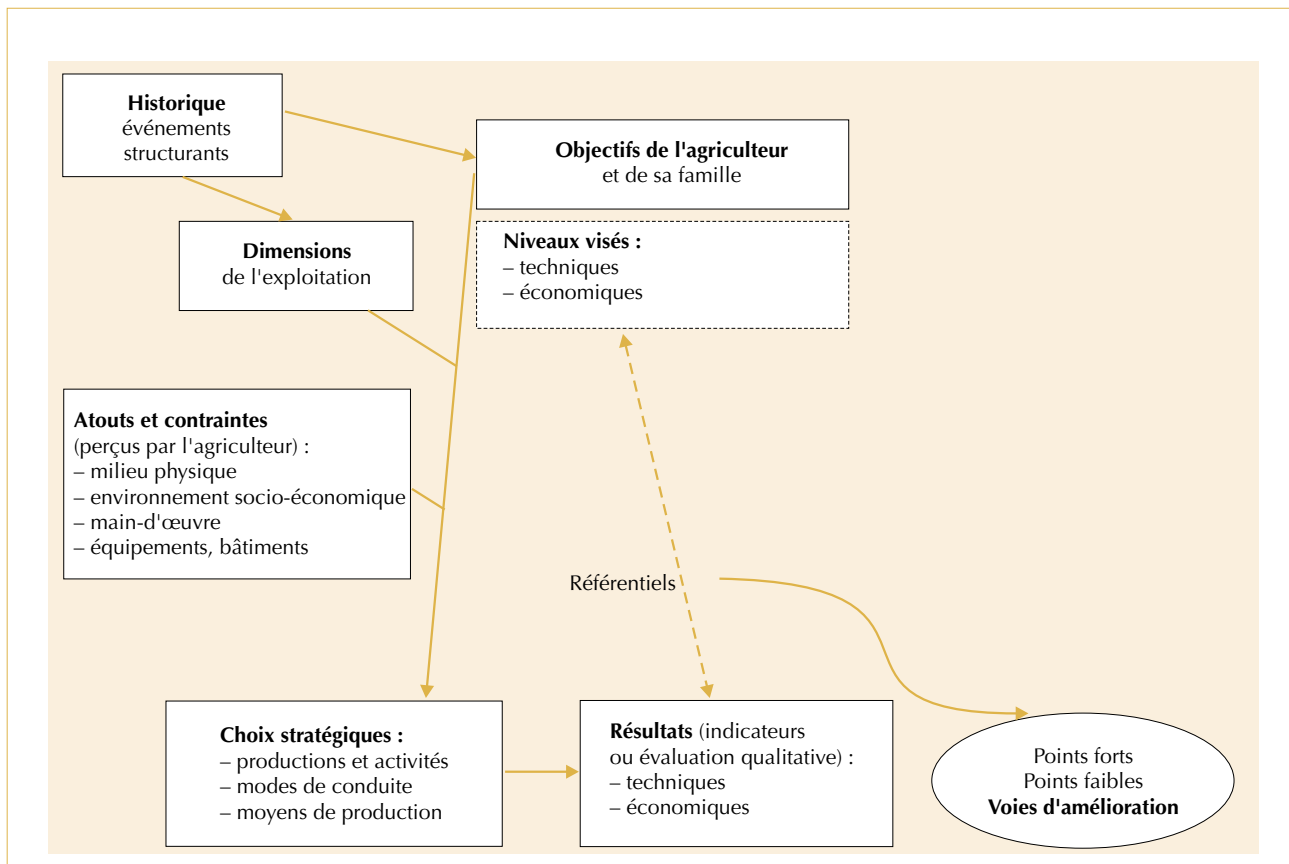 Historique
événements
structurants
Objectifs de l'agriculteur
et de sa famille
Dimensions
de l'exploitation
Niveaux visés :
– techniques
– économiques
Atouts et contraintes
(perçus par l'agriculteur) :
– milieu physique
– environnement socio-économique
– main-d'œuvre
– équipements, bâtiments
Référentiels
Choix stratégiques :
– productions et activités
– modes de conduite
– moyens de production
Résultats (indicateurs
ou évaluation qualitative) :
– techniques
– économiques
Points forts
Points faibles
Voies d'amélioration